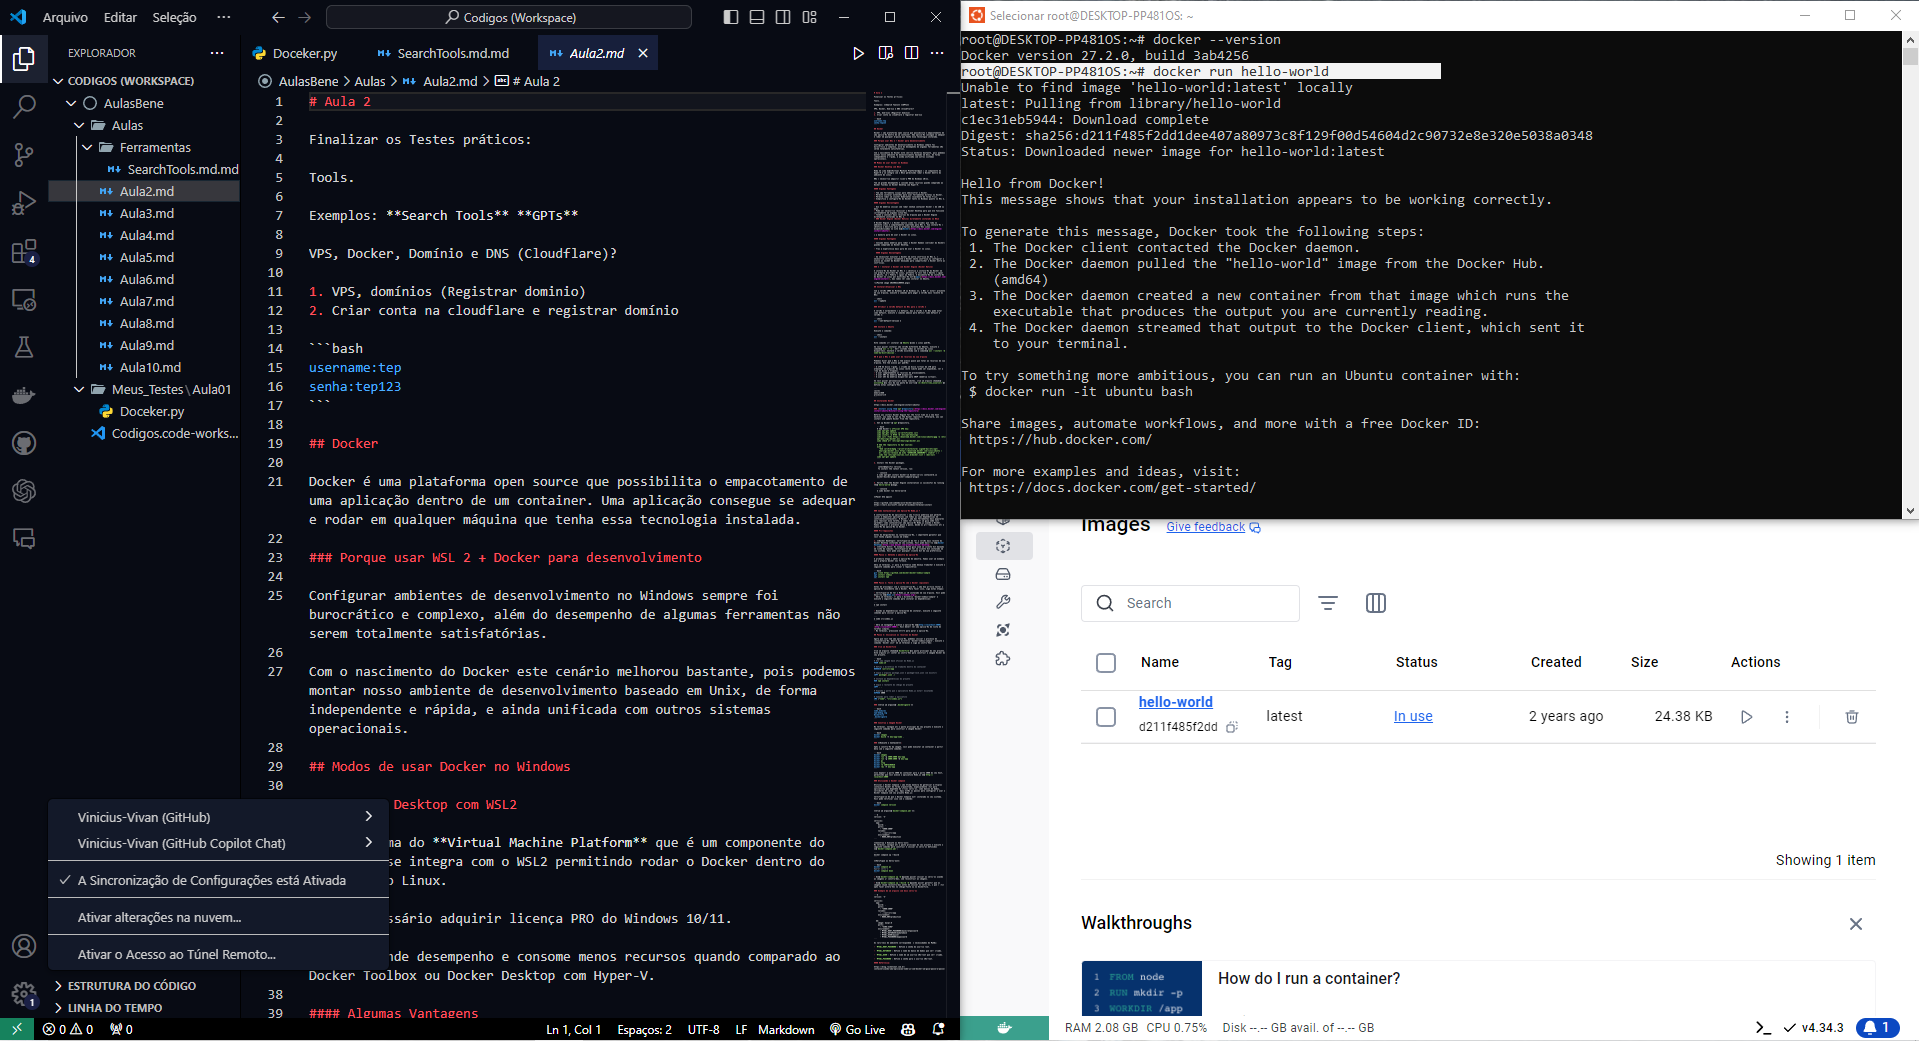 Arquivo Editar Seleção ···
Codigos (Workspace)
EXPLORADOR ···
CODIGOS (WORKSPACE)
AulasBene
Aulas
Ferramentas
SearchTools.md.md
Aula2.md
Aula3.md
Aula4.md
Aula5.md
Aula6.md
Aula7.md
Aula8.md
Aula9.md
Aula10.md
Meus_Testes\Aula01
Doceker.py
Codigos.code-works...
4
Vinicius-Vivan (GitHub)
Vinicius-Vivan (GitHub Copilot Chat)
A Sincronização de Configurações está Ativada
Ativar alterações na nuvem...
Ativar o Acesso ao Túnel Remoto...
ESTRUTURA DO CÓDIGO
LINHA DO TEMPO
1
Doceker.py SearchTools.md.md Aula2.md
AulasBene > Aulas > Aula2.md > # Aula 2
1 # Aula 2
2
3 Finalizar os Testes práticos:
4
5 Tools.
6
7 Exemplos: **Search Tools** **GPTs**
8
9 VPS, Docker, Domínio e DNS (Cloudflare)?
10
11 1. VPS, domínios (Registrar dominio)
12 2. Criar conta na cloudflare e registrar domínio
13
14 ```bash
15 username:tep
16 senha:tep123
17 ```
18
19 ## Docker
20
21 Docker é uma plataforma open source que possibilita o empacotamento de
uma aplicação dentro de um container. Uma aplicação consegue se adequar
e rodar em qualquer máquina que tenha essa tecnologia instalada.
22
23 ### Porque usar WSL 2 + Docker para desenvolvimento
24
25 Configurar ambientes de desenvolvimento no Windows sempre foi
burocrático e complexo, além do desempenho de algumas ferramentas não
serem totalmente satisfatórias.
26
27 Com o nascimento do Docker este cenário melhorou bastante, pois podemos
montar nosso ambiente de desenvolvimento baseado em Unix, de forma
independente e rápida, e ainda unificada com outros sistemas
operacionais.
28
29 ## Modos de usar Docker no Windows
30
Desktop com WSL2
ma do **Virtual Machine Platform** que é um componente do
se integra com o WSL2 permitindo rodar o Docker dentro do
o Linux.
ssário adquirir licença PRO do Windows 10/11.
nde desempenho e consome menos recursos quando comparado ao
Docker Toolbox ou Docker Desktop com Hyper-V.
38
39 #### Algumas Vantagens
0 0 0 Ln 1, Col 1 Espaços: 2 UTF-8 LF Markdown Go Live
Selecionar root@DESKTOP-PP481OS: ~
root@DESKTOP-PP481OS:~# docker --version
Docker version 27.2.0, build 3ab4256
root@DESKTOP-PP481OS:~# docker run hello-world
Unable to find image 'hello-world:latest' locally
latest: Pulling from library/hello-world
c1ec31eb5944: Download complete
Digest: sha256:d211f485f2dd1dee407a80973c8f129f00d54604d2c90732e8e320e5038a0348
Status: Downloaded newer image for hello-world:latest
Hello from Docker!
This message shows that your installation appears to be working correctly.
To generate this message, Docker took the following steps:
1. The Docker client contacted the Docker daemon.
2. The Docker daemon pulled the "hello-world" image from the Docker Hub.
(amd64)
3. The Docker daemon created a new container from that image which runs the
executable that produces the output you are currently reading.
4. The Docker daemon streamed that output to the Docker client, which sent it
to your terminal.
To try something more ambitious, you can run an Ubuntu container with:
$ docker run -it ubuntu bash
Share images, automate workflows, and more with a free Docker ID:
https://hub.docker.com/
For more examples and ideas, visit:
https://docs.docker.com/get-started/
Images Give feedback
Search
Name Tag Status Created Size Actions
hello-world
d211f485f2dd
latest In use 2 years ago 24.38 KB
Showing 1 item
Walkthroughs
1 FROM node
2 RUN mkdir -p
3 WORKDIR /app
How do I run a container?
RAM 2.08 GB CPU 0.75% Disk --.-- GB avail. of --.-- GB
v4.34.3
1